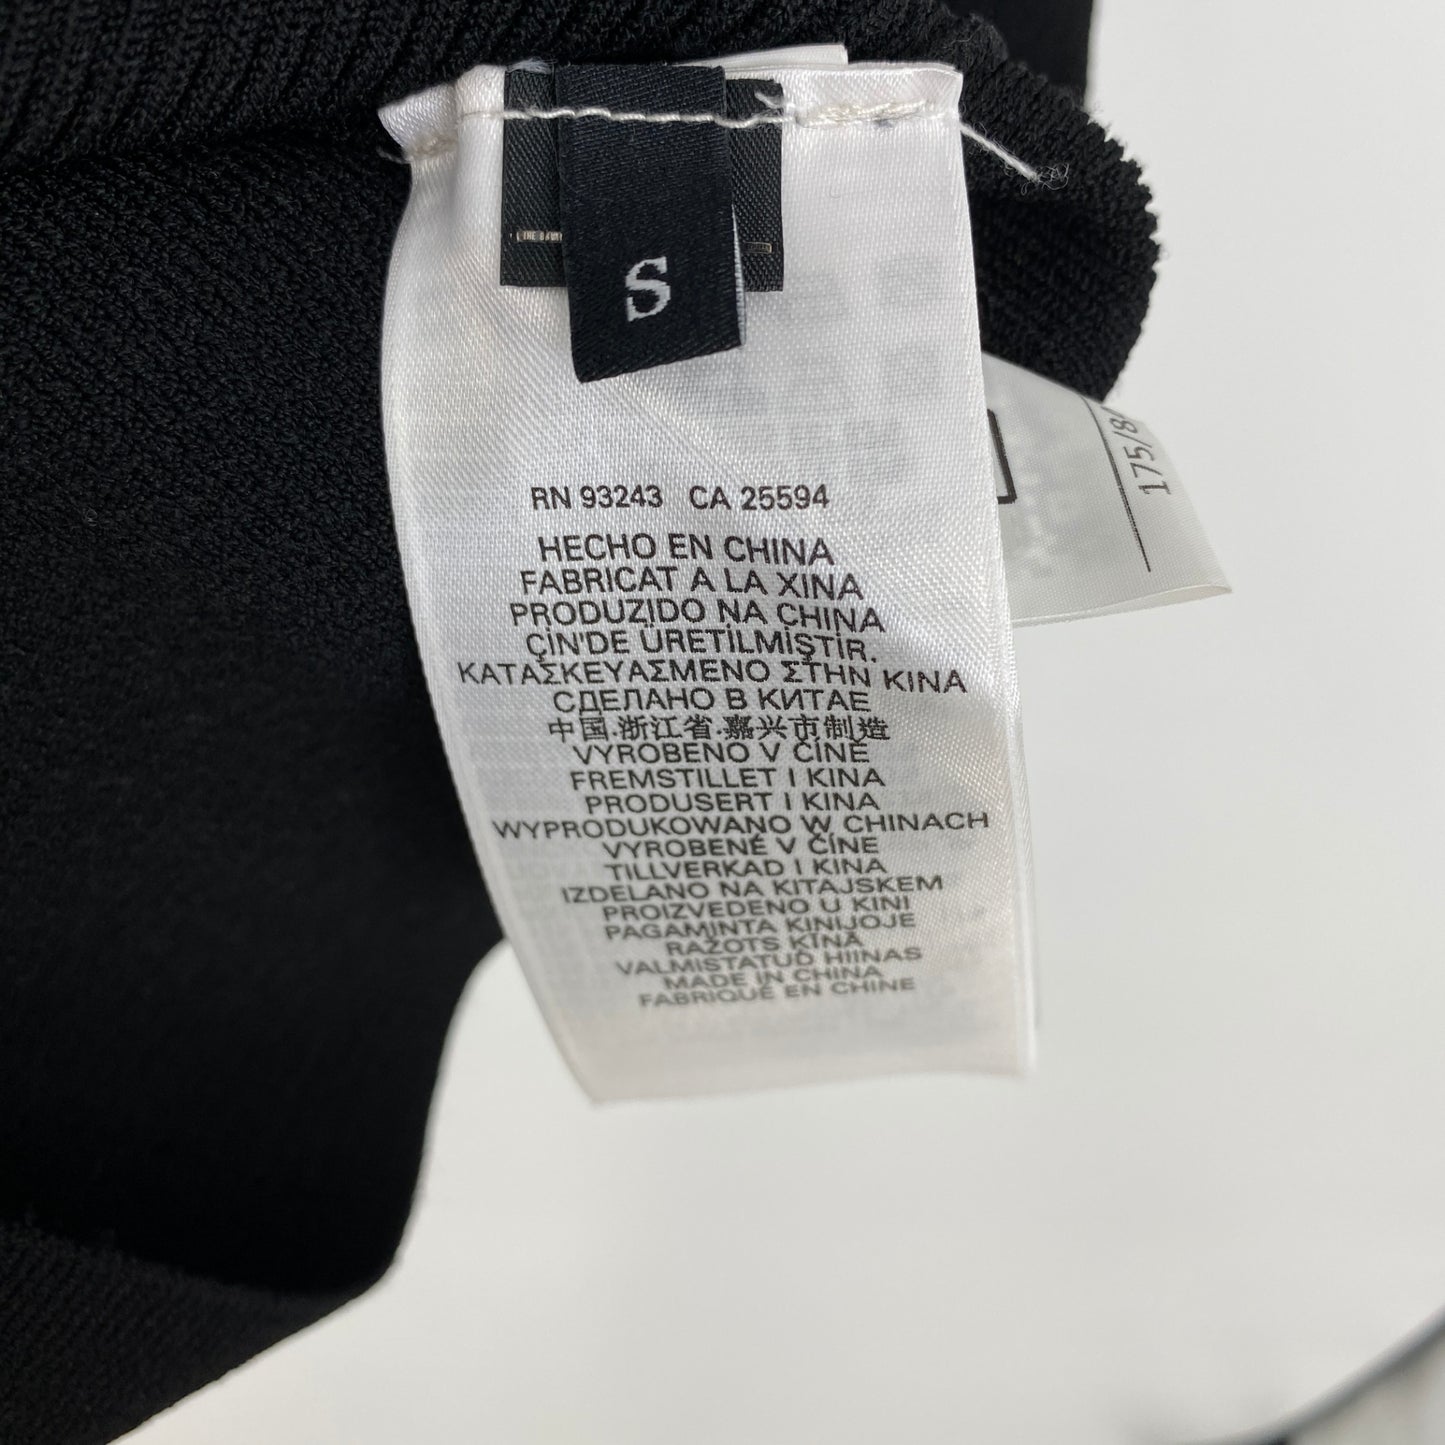 S
RN 93243 CA 25594
HECHO EN CHINA
FABRICAT A LA XINA
PRODUZIDO NA CHINA
ÇİN'DE ÜRETİLMİŞTİR.
ΚΑΤΑΣΚΕΥΑΣΜΕΝΟ ΣΤΗΝ ΚΙΝΑ
СДЕЛАНО В КИТАЕ
中国.浙江省.嘉兴市制造
VYROBENO V ČÍNĚ
FREMSTILLET I KINA
PRODUSERT I KINA
WYPRODUKOWANO W CHINACH
VYROBENÉ V ČÍNE
TILLVERKAD I KINA
IZDELANO NA KITAJSKEM
PROIZVEDENO U KINI
PAGAMINTA KINIJOJE
RAŽOTS ĶĪNĀ
VALMISTATUD HIINAS
MADE IN CHINA
FABRIQUÉ EN CHINE
175/84